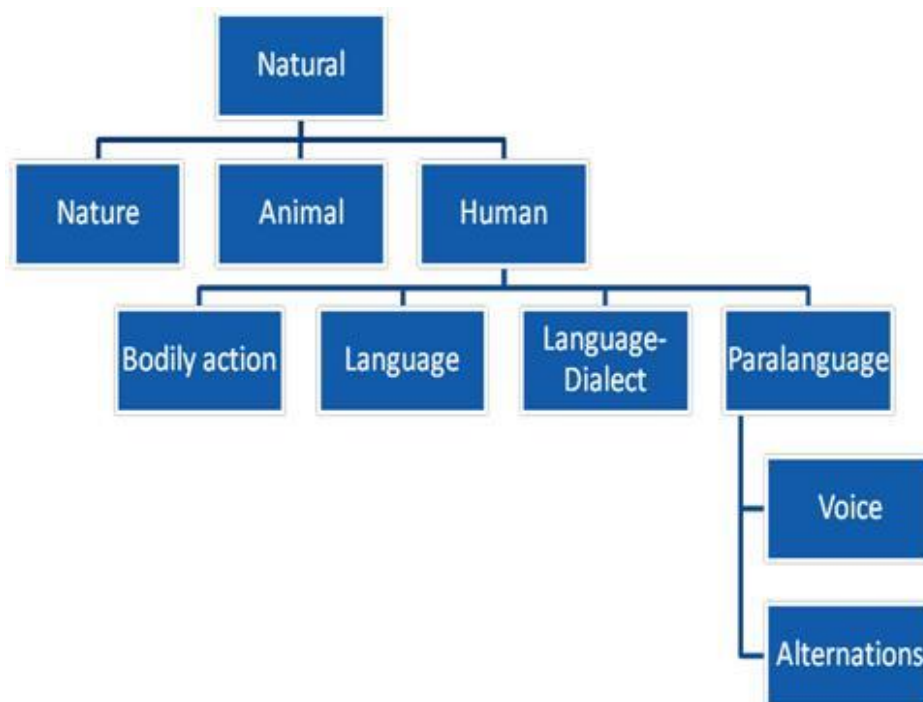 Natural
Nature
Animal
Human
Bodily action
Language
Language-
Dialect
Paralanguage
Voice
Alternations